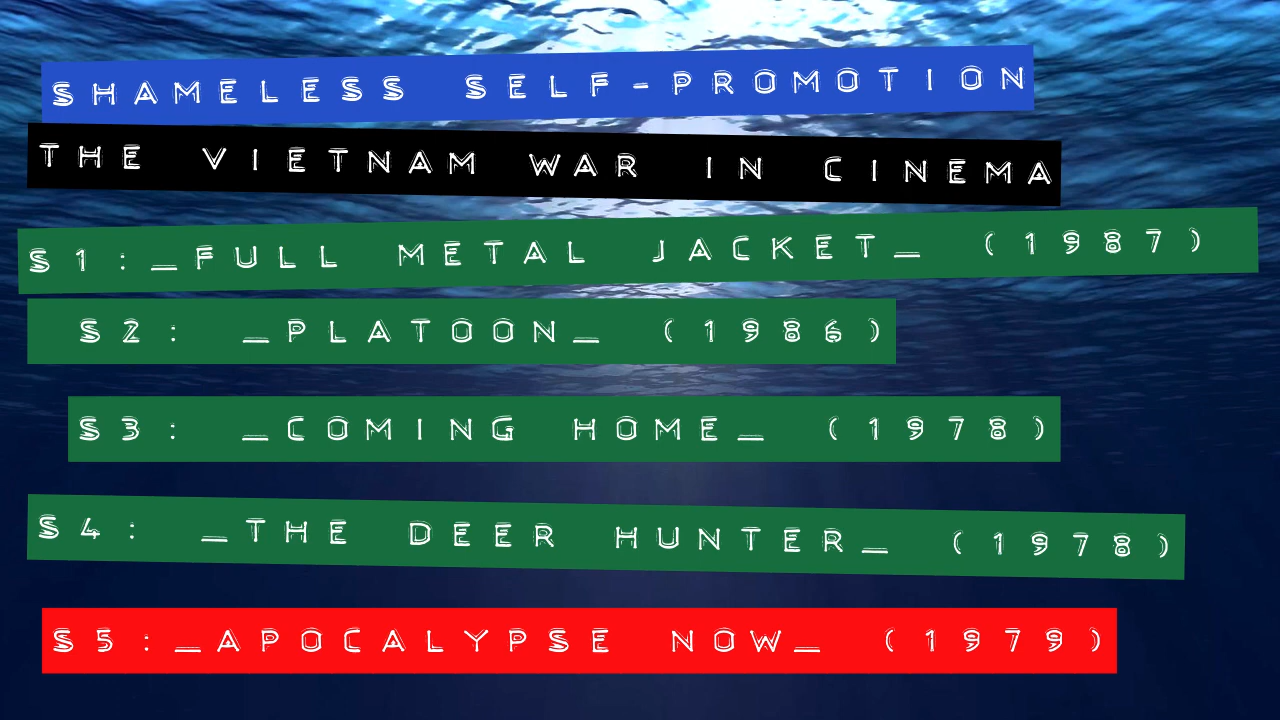 SHAMELESS SELF-PROMOTION
THE VIETNAM WAR IN CINEMA
S1:_FULL METAL JACKET_ (1987)
S2: _PLATOON_ (1986)
S3: _COMING HOME_ (1978)
S4: _THE DEER HUNTER_ (1978)
S5:_APOCALYPSE NOW_ (1979)